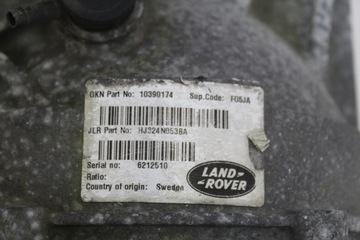 GKN Part No: 10390174 Sup.Code: F05JA
JLR Part No: HJ324N053BA
Serial no: 6212510
Ratio:
Country of origin: Sweden
LAND-
-ROVER